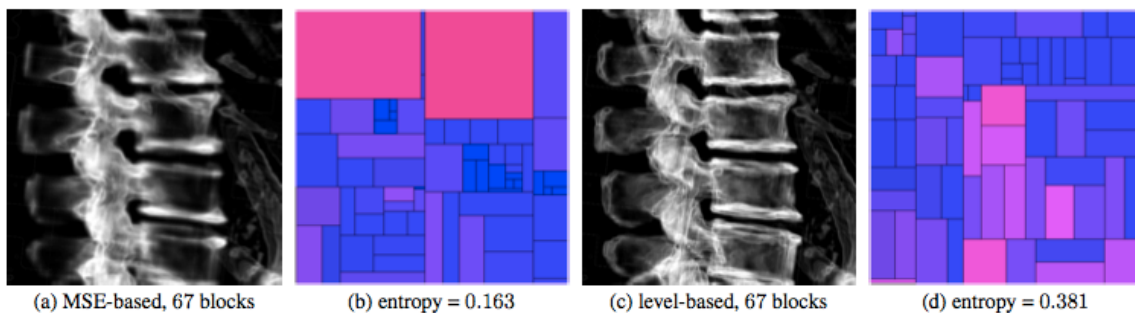 (a) MSE-based, 67 blocks
(b) entropy = 0.163
(c) level-based, 67 blocks
(d) entropy = 0.381